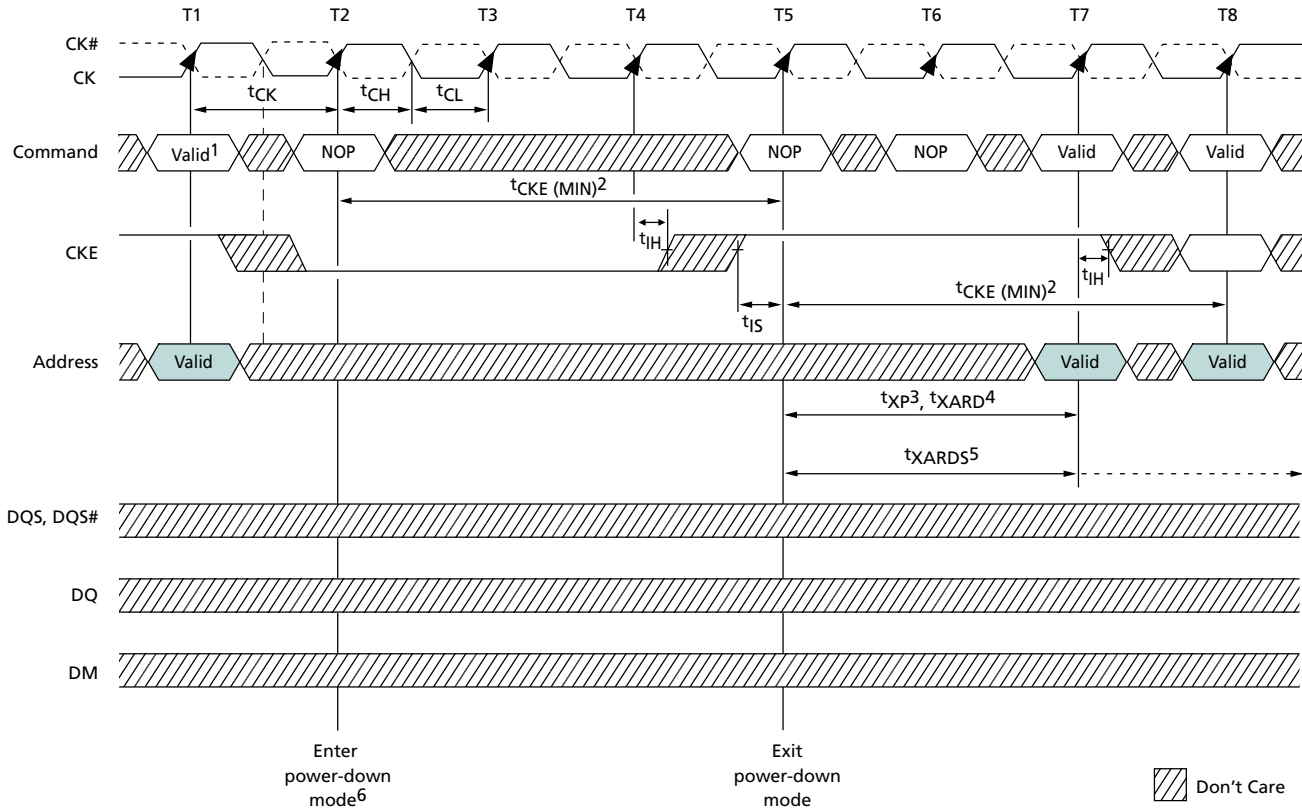 T1 T2 T3 T4 T5 T6 T7 T8
CK#
CK
tCK tCH tCL
Command Valid1 NOP NOP NOP Valid Valid
tCKE (MIN)2
tIH
CKE
tIH
tCKE (MIN)2
tIS
Address Valid Valid Valid
tXP3, tXARD4
tXARDS5
DQS, DQS#
DQ
DM
Enter
power-down
mode6
Exit
power-down
mode
Don't Care